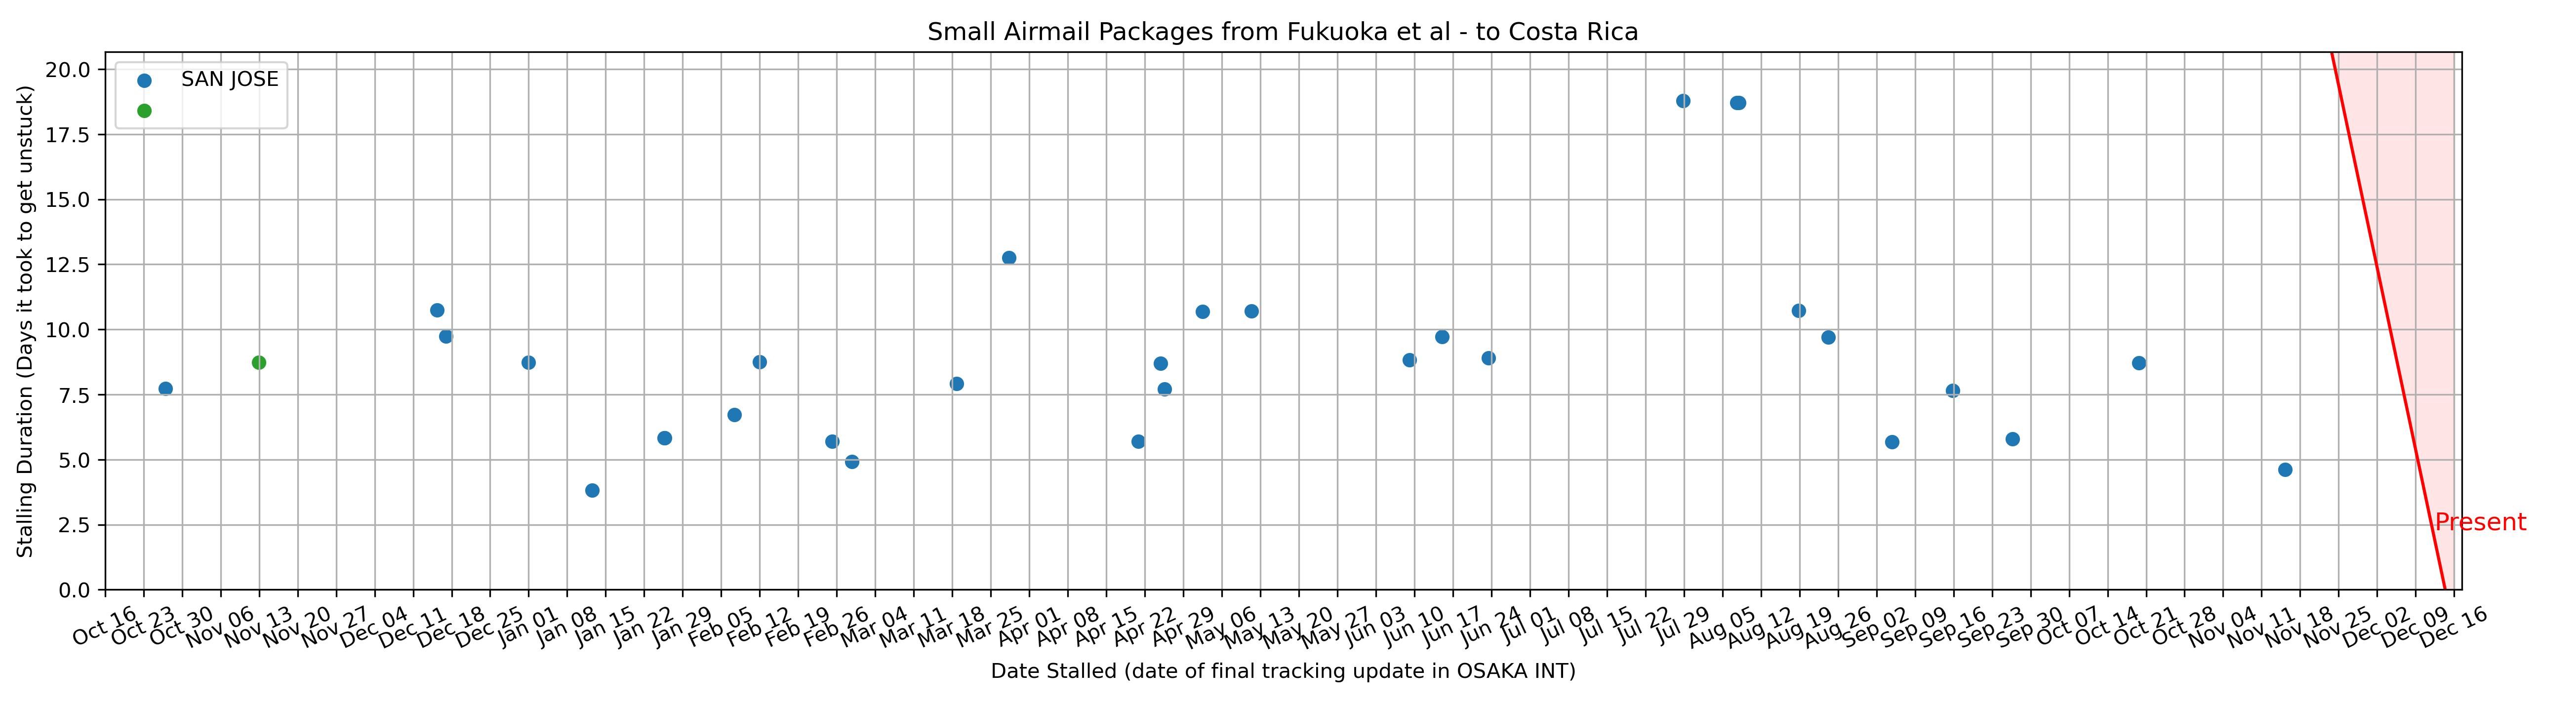 Small Airmail Packages from Fukuoka et al - to Costa Rica
SAN JOSE
Stalling Duration (Days it took to get unstuck)
20.0
17.5
15.0
12.5
10.0
7.5
5.0
2.5
0.0
Present
Oct 16
Oct 23
Oct 30
Nov 06
Nov 13
Nov 20
Nov 27
Dec 04
Dec 11
Dec 18
Dec 25
Jan 01
Jan 08
Jan 15
Jan 22
Jan 29
Feb 05
Feb 12
Feb 19
Feb 26
Mar 04
Mar 11
Mar 18
Mar 25
Apr 01
Apr 08
Apr 15
Apr 22
Apr 29
May 06
May 13
May 20
May 27
Jun 03
Jun 10
Jun 17
Jun 24
Jul 01
Jul 08
Jul 15
Jul 22
Jul 29
Aug 05
Aug 12
Aug 19
Aug 26
Sep 02
Sep 09
Sep 16
Sep 23
Sep 30
Oct 07
Oct 14
Oct 21
Oct 28
Nov 04
Nov 11
Nov 18
Nov 25
Dec 02
Dec 09
Dec 16
Date Stalled (date of final tracking update in OSAKA INT)